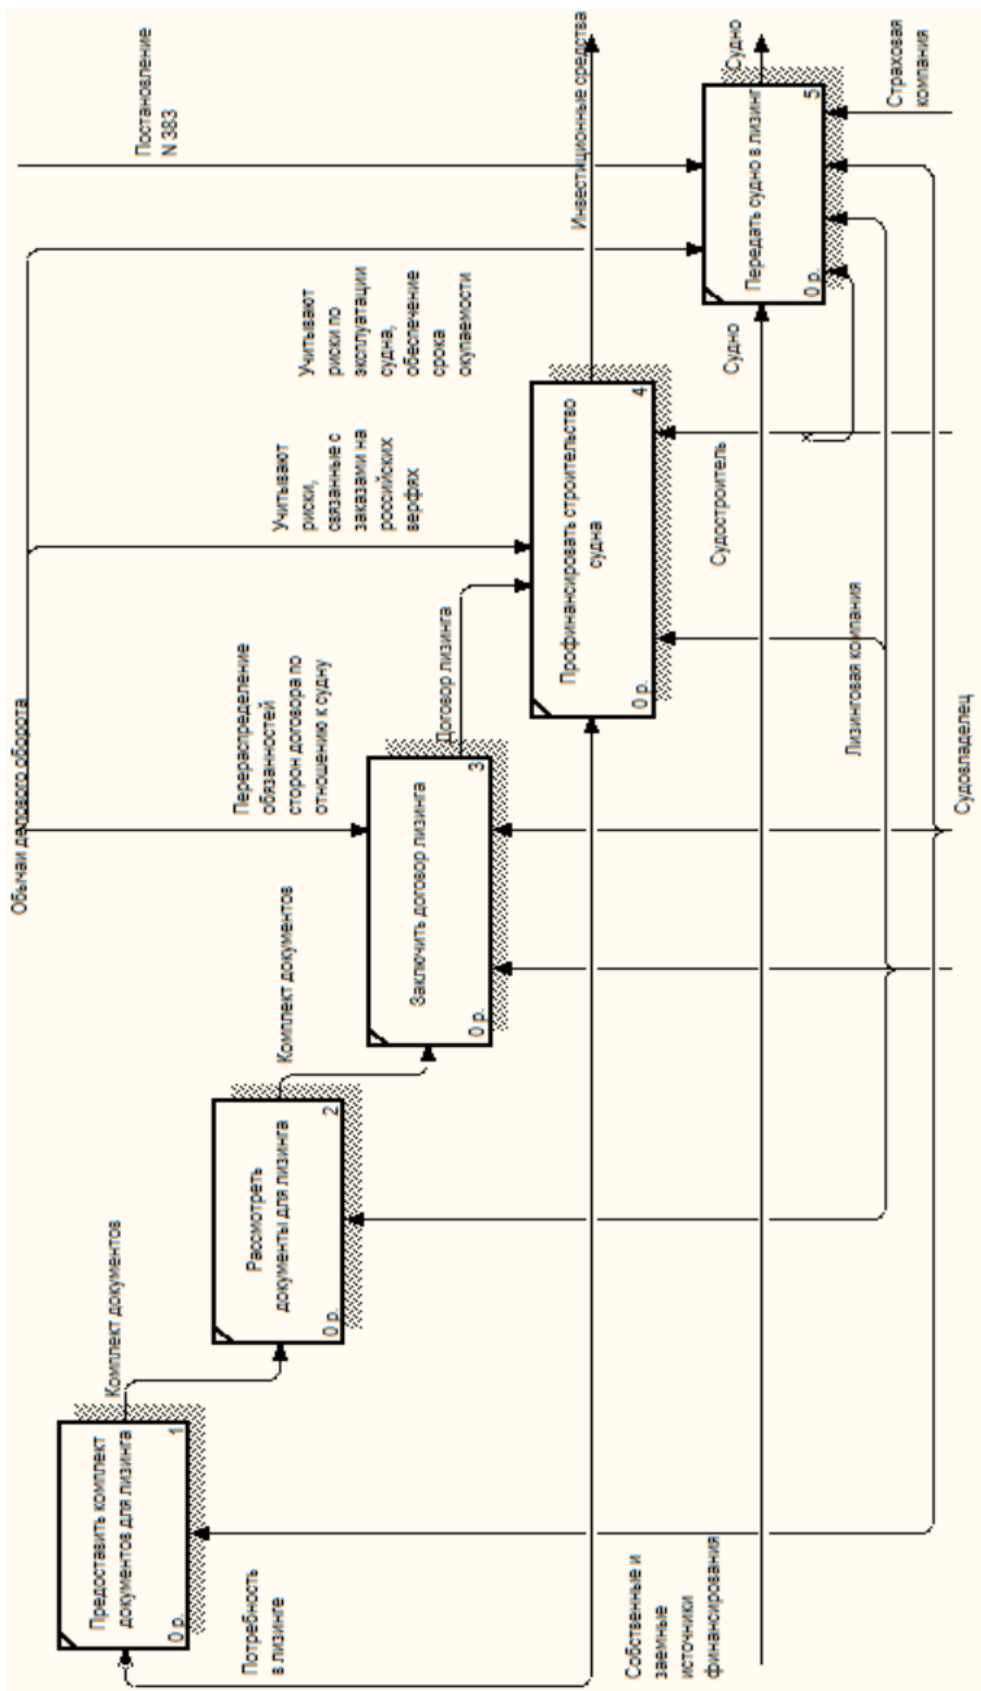 Обычаи делового оборота
Постановление
N 383
Предоставить комплект
документов для лизинга
0 р.
1
Комплект документов
Рассмотреть
документы для лизинга
0 р.
2
Комплект документов
Перераспределение
обязанностей
сторон договора по
отношению к судну
Заключить договор лизинга
0 р.
3
Договор лизинга
Учитывают
риски,
связанные с
заказами на
российских
верфях
Учитывают
риски по
эксплуатации
судна,
обеспечение
срока
окупаемости
Профинансировать строительство
судна
0 р.
4
Инвестиционные средства
Передать судно в лизинг
0 р.
5
Судно
Судно
Потребность
в лизинге
Собственные и
заемные
источники
финансирования
Судостроитель
Лизинговая компания
Судовладелец
Страховая
компания